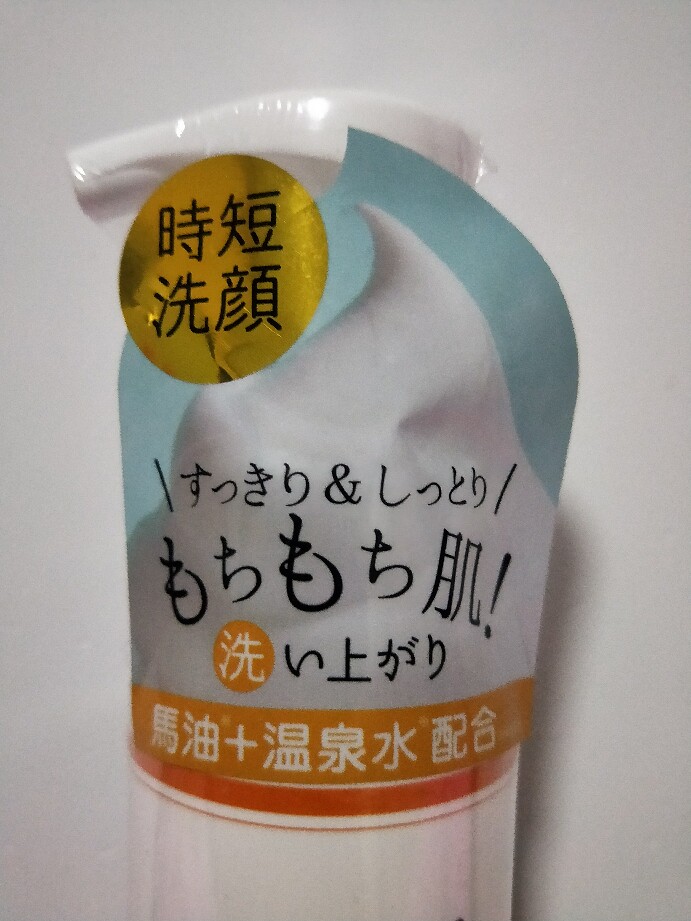 時短
洗顔
\すっきり&しっとり/
もちもち肌!
洗い上がり
馬油*+温泉水*配合